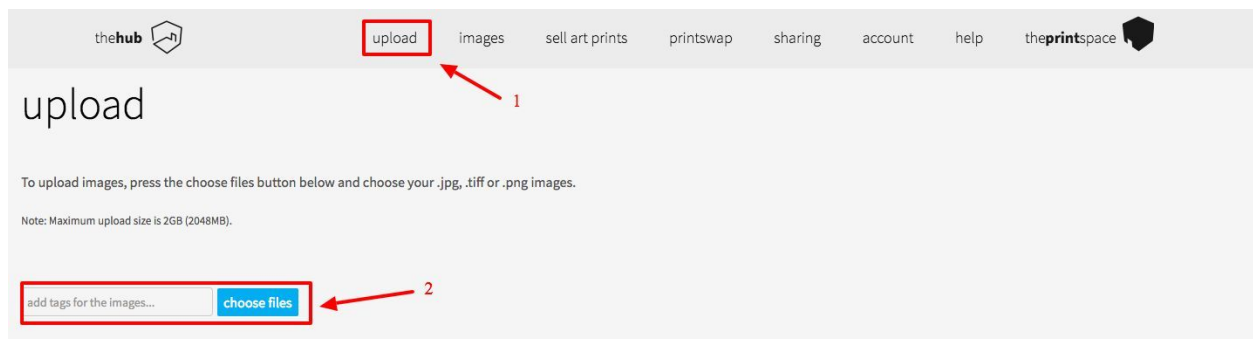 thehub upload images sell art prints printswap sharing account help theprintspace
1
upload
To upload images, press the choose files button below and choose your .jpg, .tiff or .png images.
Note: Maximum upload size is 2GB (2048MB).
add tags for the images... choose files
2